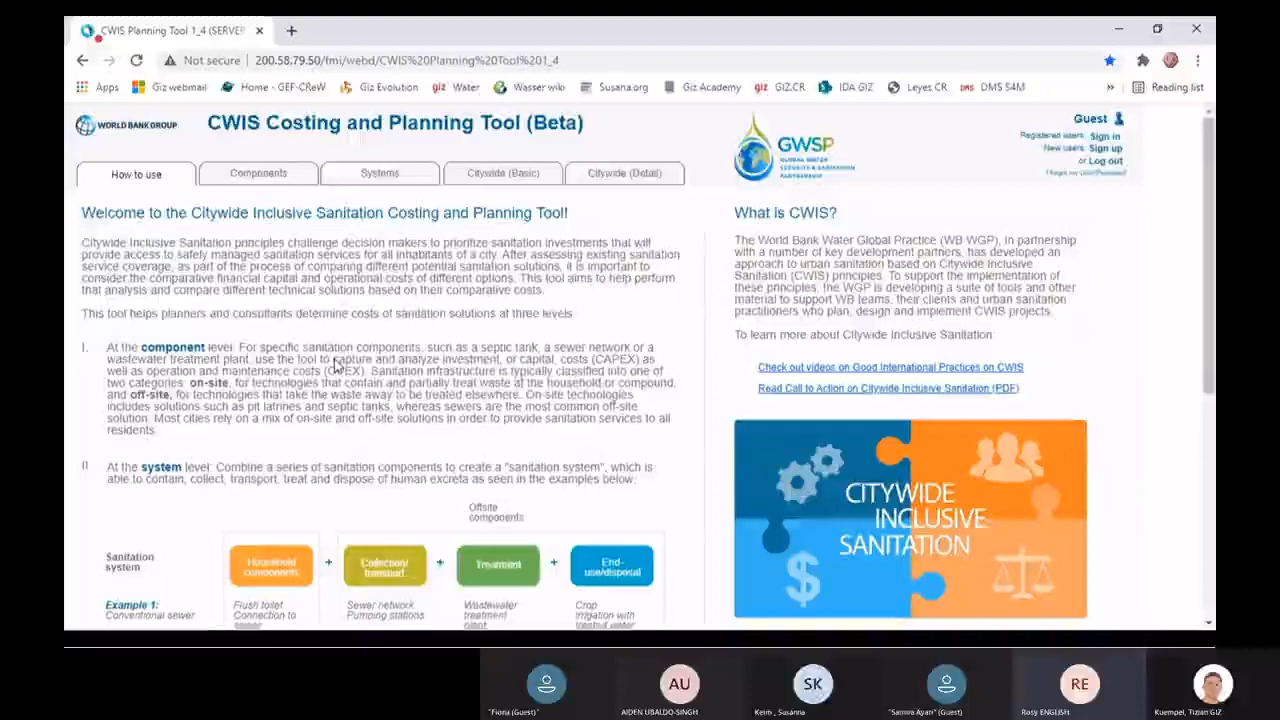 CWIS Planning Tool 1_4 (SERVER
Not secure
200.58.79.50/fmi/webd/CWIS%20Planning%20Tool%201_4
Apps
Giz webmail
Home - GEF-CReW
Giz Evolution
giz Water
Wasser wiki
Susana.org
Giz Academy
giz GIZ.CR
IDA GIZ
Leyes CR
DMS S4M
Reading list
WORLD BANK GROUP
CWIS Costing and Planning Tool (Beta)
GWSP
GLOBAL WATER
SECURITY & SANITATION
PARTNERSHIP
Guest
Registered users: Sign in
New users: Sign up
or Log out
How to use
Components
Systems
Citywide (Basic)
Citywide (Detail)
Welcome to the Citywide Inclusive Sanitation Costing and Planning Tool!
Citywide Inclusive Sanitation principles challenge decision makers to prioritize sanitation investments that will
provide access to safely managed sanitation services for all inhabitants of a city. After assessing existing sanitation
service coverage, as part of the process of comparing different potential sanitation solutions, it is important to
consider the comparative financial capital and operational costs of different options. This tool aims to help perform
that analysis and compare different technical solutions based on their comparative costs.
This tool helps planners and consultants determine costs of sanitation solutions at three levels
I. At the component level: For specific sanitation components, such as a septic tank, a sewer network or a
wastewater treatment plant, use the tool to capture and analyze investment, or capital, costs (CAPEX) as
well as operation and maintenance costs (OPEX). Sanitation infrastructure is typically classified into one of
two categories: on-site, for technologies that contain and partially treat waste at the household or compound,
and off-site, for technologies that take the waste away to be treated elsewhere. On-site technologies
includes solutions such as pit latrines and septic tanks, whereas sewers are the most common off-site
solution. Most cities rely on a mix of on-site and off-site solutions in order to provide sanitation services to all
residents.
II. At the system level: Combine a series of sanitation components to create a "sanitation system", which is
able to contain, collect, transport, treat and dispose of human excreta as seen in the examples below:
Offsite
components
Sanitation
system
Household
components
+
Collection/
transport
+
Treatment
+
End-
use/disposal
Example 1:
Conventional sewer
Flush toilet
Connection to
sewer
Sewer network
Pumping stations
Wastewater
treatment
plant
Crop
irrigation with
treated water
What is CWIS?
The World Bank Water Global Practice (WB WGP), in partnership
with a number of key development partners, has developed an
approach to urban sanitation based on Citywide Inclusive
Sanitation (CWIS) principles. To support the implementation of
these principles, the WGP is developing a suite of tools and other
material to support WB teams, their clients and urban sanitation
practitioners who plan, design and implement CWIS projects.
To learn more about Citywide Inclusive Sanitation:
Check out videos on Good International Practices on CWIS
Read Call to Action on Citywide Inclusive Sanitation (PDF)
CITYWIDE
INCLUSIVE
SANITATION
$
AU
SK
RE
"Fiona (Guest)"
AIDEN UBALDO-SINGH
Keim, Susanna
"Samira Ayari" (Guest)
Rosy ENGLISH
Kuempel, Tizian GIZ